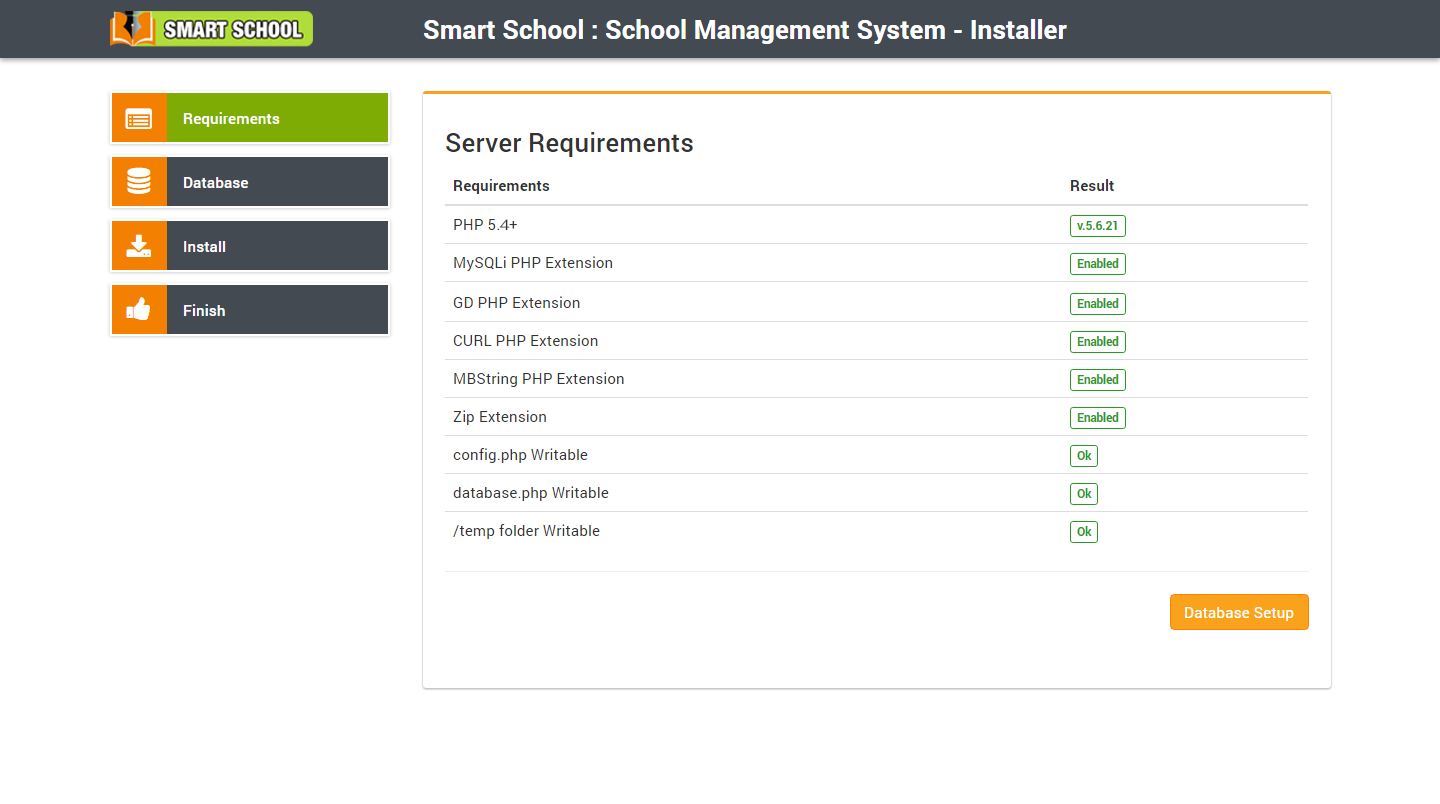 SMART SCHOOL
Smart School : School Management System - Installer
Requirements
Database
Install
Finish
Server Requirements
Requirements Result
PHP 5.4+ v.5.6.21
MySQLi PHP Extension Enabled
GD PHP Extension Enabled
CURL PHP Extension Enabled
MBString PHP Extension Enabled
Zip Extension Enabled
config.php Writable Ok
database.php Writable Ok
/temp folder Writable Ok
Database Setup